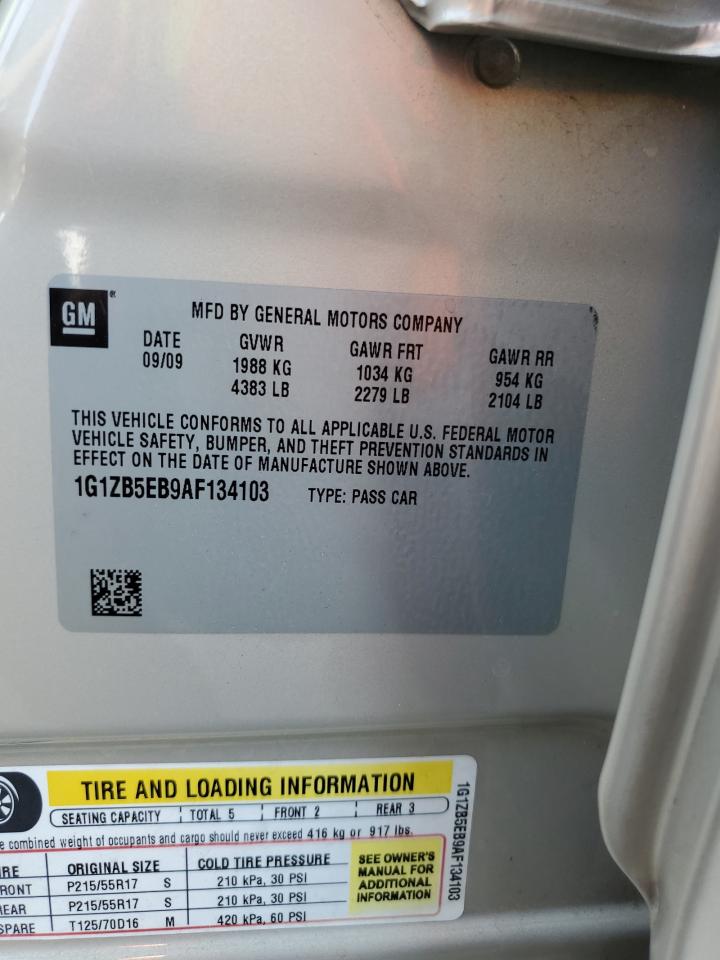 GM
MFD BY GENERAL MOTORS COMPANY
DATE GVWR GAWR FRT GAWR RR
09/09 1988 KG 1034 KG 954 KG
4383 LB 2279 LB 2104 LB
THIS VEHICLE CONFORMS TO ALL APPLICABLE U.S. FEDERAL MOTOR
VEHICLE SAFETY, BUMPER, AND THEFT PREVENTION STANDARDS IN
EFFECT ON THE DATE OF MANUFACTURE SHOWN ABOVE.
1G1ZB5EB9AF134103 TYPE: PASS CAR
TIRE AND LOADING INFORMATION
SEATING CAPACITY TOTAL 5 FRONT 2 REAR 3
combined weight of occupants and cargo should never exceed 416 kg or 917 lbs.
ORIGINAL SIZE COLD TIRE PRESSURE
P215/55R17 S 210 kPa, 30 PSI
P215/55R17 S 210 kPa, 30 PSI
SPARE T125/70D16 M 420 kPa, 60 PSI
SEE OWNER'S
MANUAL FOR
ADDITIONAL
INFORMATION
1G1ZB5EB9AF134103